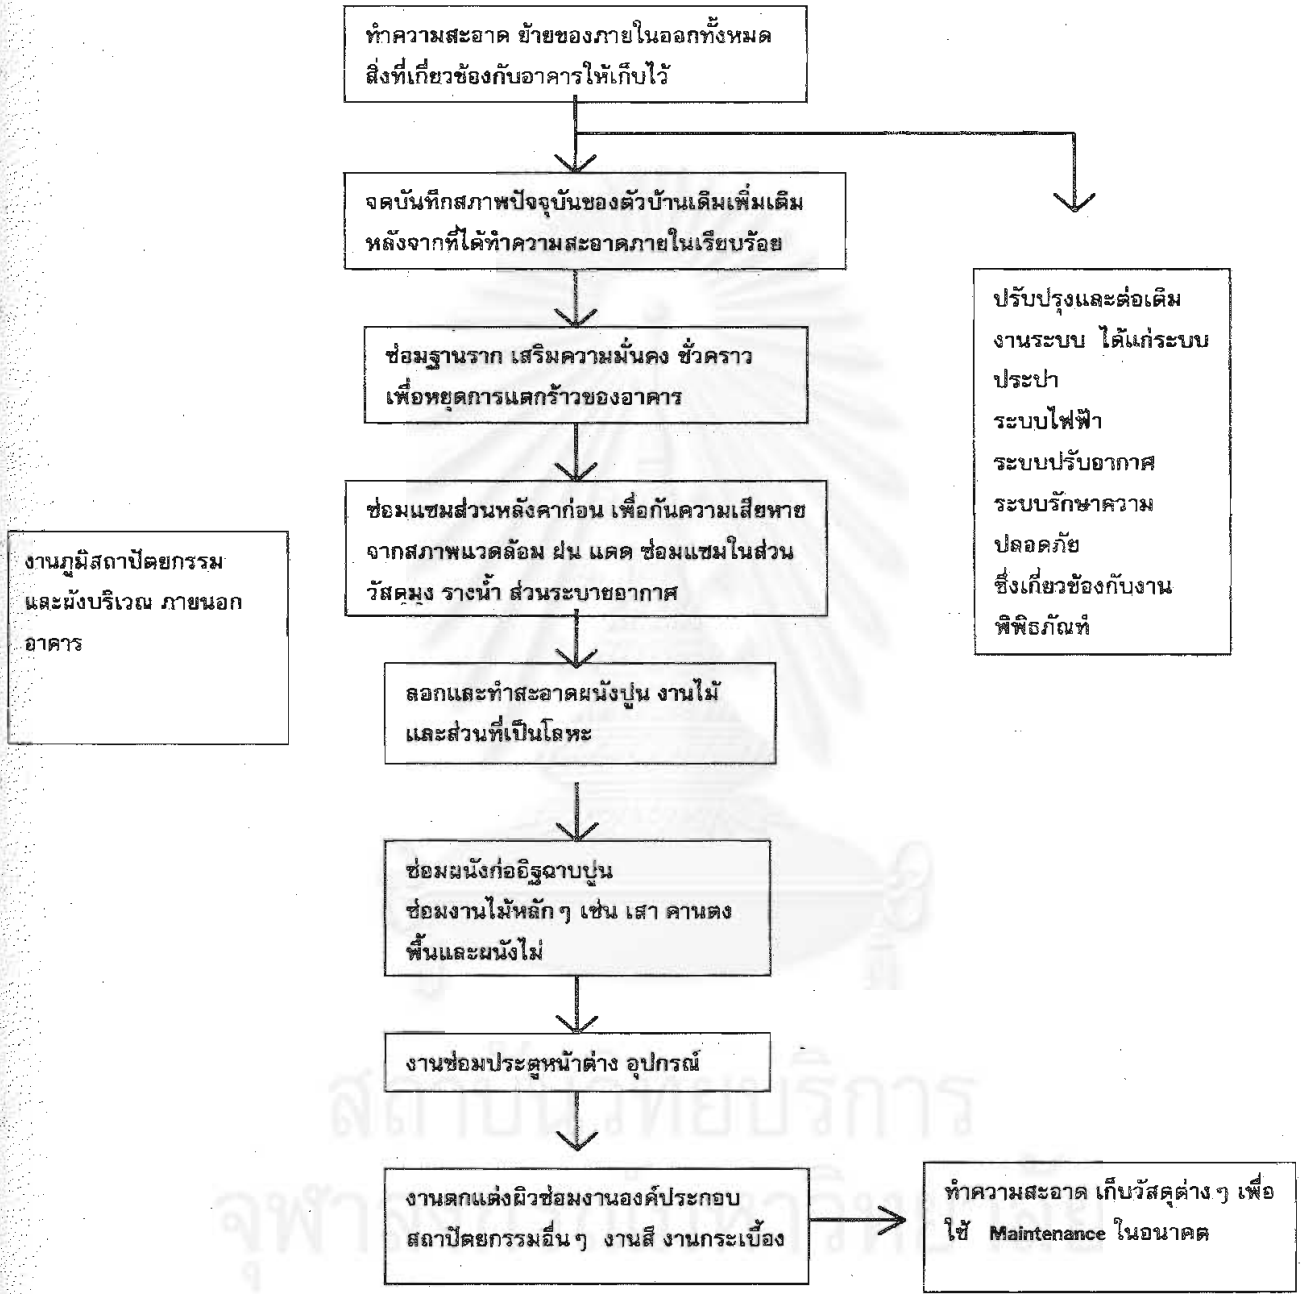 ทำความสะอาด ย้ายของภายในออกทั้งหมด
สิ่งที่เกี่ยวข้องกับอาคารให้เก็บไว้
จดบันทึกสภาพปัจจุบันของตัวบ้านเดิมเพิ่มเติม
หลังจากที่ได้ทำความสะอาดภายในเรียบร้อย
ซ่อมฐานราก เสริมความมั่นคง ชั่วคราว
เพื่อหยุดการแตกร้าวของอาคาร
ซ่อมแซมส่วนหลังคาก่อน เพื่อกันความเสียหาย
จากสภาพแวดล้อม ฝน แดด ซ่อมแซมในส่วน
วัสดุมุง รางน้ำ ส่วนระบายอากาศ
ลอกและทำสะอาดผนังปูน งานไม้
และส่วนที่เป็นโลหะ
ซ่อมผนังก่ออิฐฉาบปูน
ซ่อมงานไม้หลักๆ เช่น เสา คานตง
พื้นและผนังไม่
งานซ่อมประตูหน้าต่าง อุปกรณ์
งานตกแต่งผิวซ่อมงานองค์ประกอบ
สถาปัตยกรรมอื่นๆ งานสี งานกระเบื้อง
ทำความสะอาด เก็บวัสดุต่างๆ เพื่อ
ใช้ Maintenance ในอนาคต
ปรับปรุงและต่อเติม
งานระบบ ได้แก่ระบบ
ประปา
ระบบไฟฟ้า
ระบบปรับอากาศ
ระบบรักษาความ
ปลอดภัย
ซึ่งเกี่ยวข้องกับงาน
พิพิธภัณฑ์
งานภูมิสถาปัตยกรรม
และผังบริเวณ ภายนอก
อาคาร
สถาบันวิทยบริการ
จุฬาลงกรณ์มหาวิทยาลัย